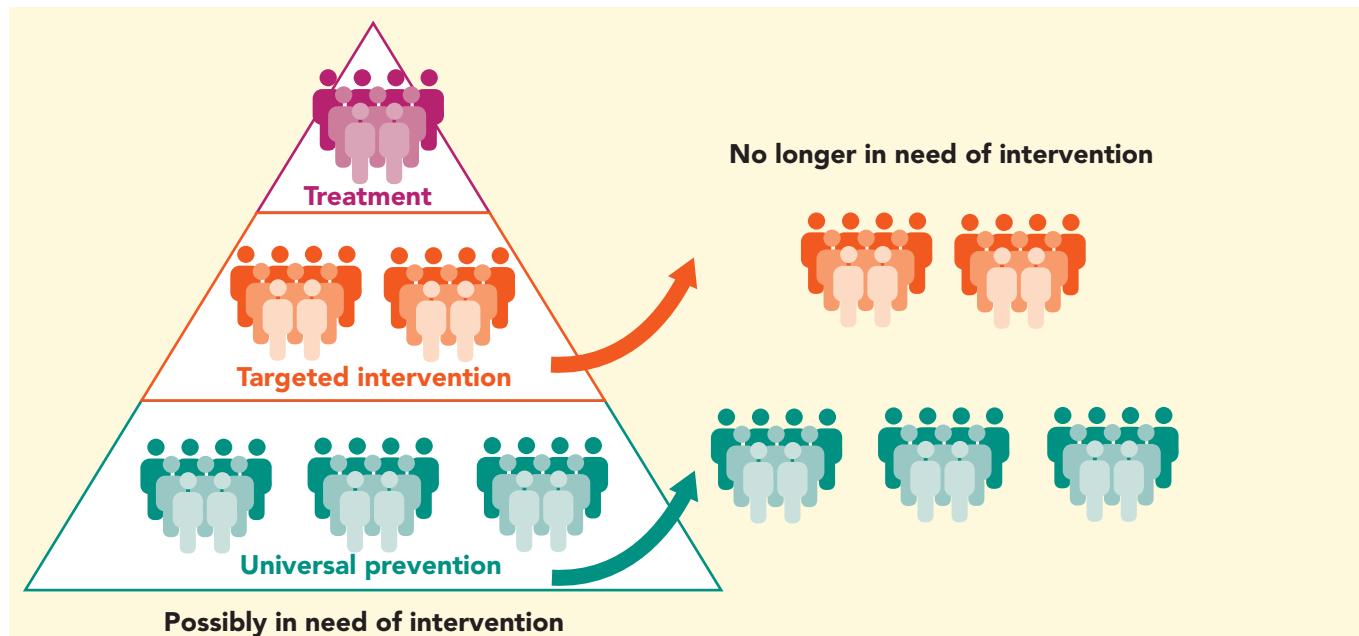 Treatment
No longer in need of intervention
Targeted intervention
Universal prevention
Possibly in need of intervention